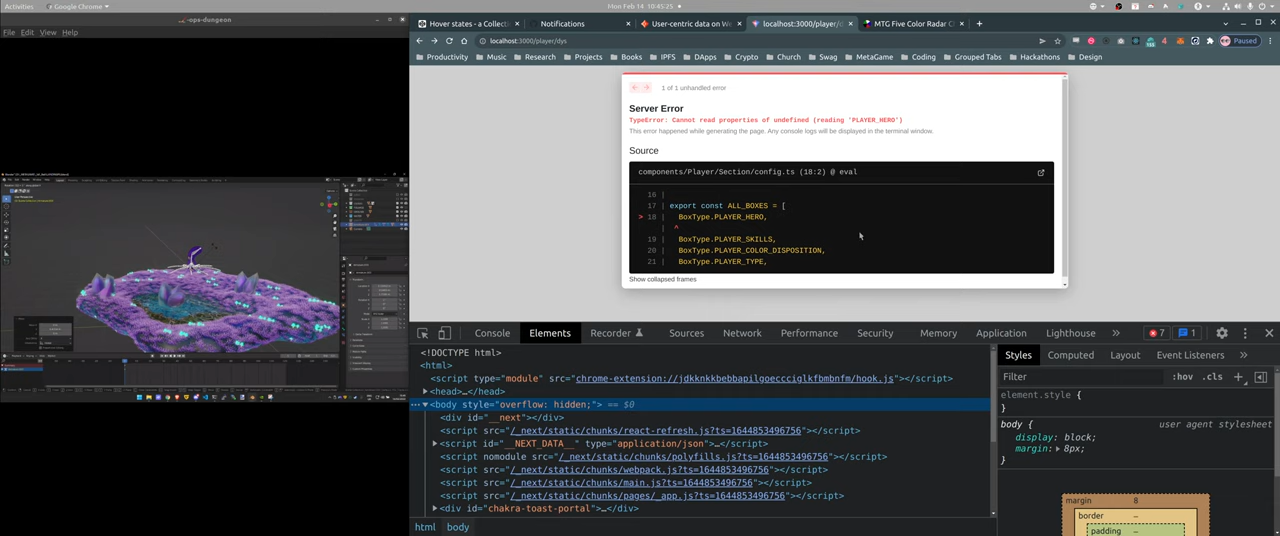 Activities
Google Chrome
Mon Feb 14 10:45:25
-ops-dungeon
File Edit View Help
Hover states - a Collecti
Notifications
User-centric data on We
localhost:3000/player/d
MTG Five Color Radar Ch
localhost:3000/player/dys
Paused
Productivity Music Research Projects Books IPFS DApps Crypto Church Swag MetaGame Coding Grouped Tabs Hackathons Design
1 of 1 unhandled error
Server Error
TypeError: Cannot read properties of undefined (reading 'PLAYER_HERO')
This error happened while generating the page. Any console logs will be displayed in the terminal window.
Source
components/Player/Section/config.ts (18:2) @ eval
16 |
17 | export const ALL_BOXES = [
> 18 | BoxType.PLAYER_HERO,
| ^
19 | BoxType.PLAYER_SKILLS,
20 | BoxType.PLAYER_COLOR_DISPOSITION,
21 | BoxType.PLAYER_TYPE,
Show collapsed frames
Console Elements Recorder Sources Network Performance Security Memory Application Lighthouse » 7 1
<!DOCTYPE html>
<html>
<script type="module" src="chrome-extension://jdkknkkbebbapilgoeccciglkfbmbnfm/hook.js"></script>
<head>…</head>
<body style="overflow: hidden;"> == $0
<div id="__next"></div>
<script src="/_next/static/chunks/react-refresh.js?ts=1644853496756"></script>
<script id="__NEXT_DATA__" type="application/json">…</script>
<script nomodule src="/_next/static/chunks/polyfills.js?ts=1644853496756"></script>
<script src="/_next/static/chunks/webpack.js?ts=1644853496756"></script>
<script src="/_next/static/chunks/main.js?ts=1644853496756"></script>
<script src="/_next/static/chunks/pages/_app.js?ts=1644853496756"></script>
<div id="chakra-toast-portal">…</div>
html body
Styles Computed Layout Event Listeners »
Filter :hov .cls +
element.style {
}
body { user agent stylesheet
display: block;
margin: 8px;
}
margin 8
border –
padding